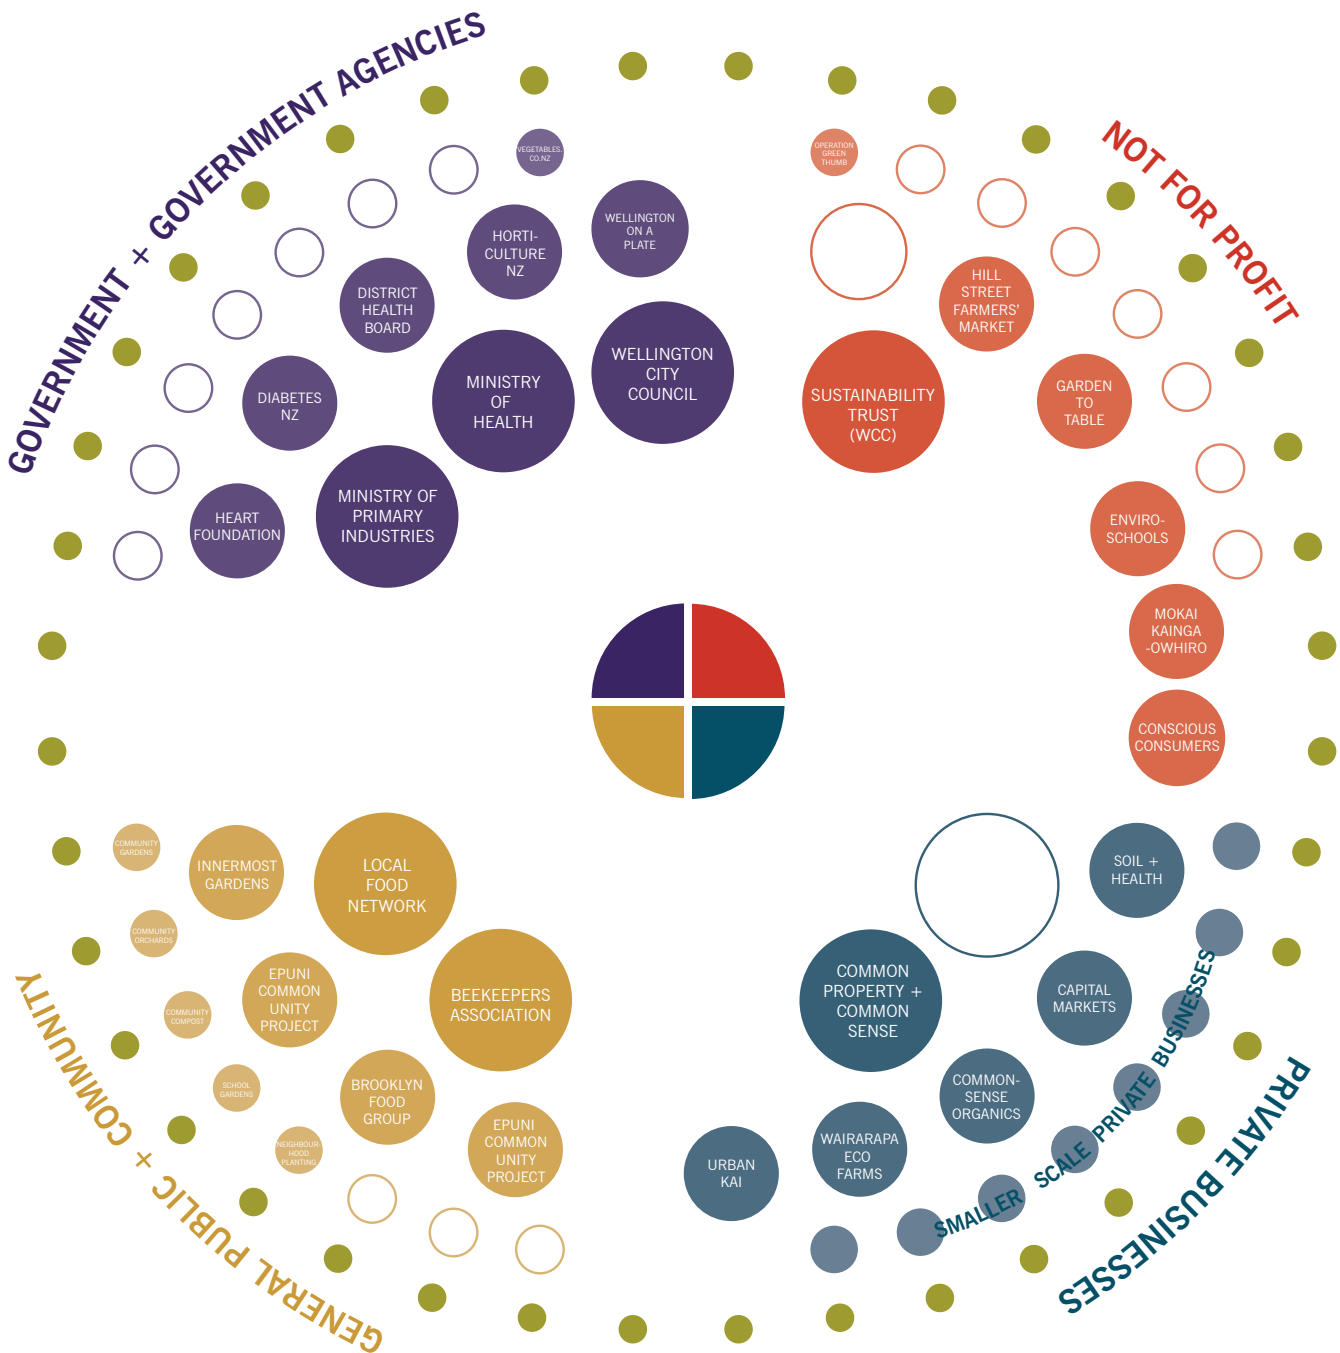 GOVERNMENT + GOVERNMENT AGENCIES
VEGETABLES.
CO.NZ
WELLINGTON
ON A
PLATE
HORTI-
CULTURE
NZ
DISTRICT
HEALTH
BOARD
DIABETES
NZ
HEART
FOUNDATION
WELLINGTON
CITY
COUNCIL
MINISTRY
OF
HEALTH
MINISTRY OF
PRIMARY
INDUSTRIES
NOT FOR PROFIT
OPERATION
GREEN
THUMB
HILL
STREET
FARMERS'
MARKET
SUSTAINABILITY
TRUST
(WCC)
GARDEN
TO
TABLE
ENVIRO-
SCHOOLS
MOKAI
KAINGA
-OWHIRO
CONSCIOUS
CONSUMERS
GENERAL PUBLIC + COMMUNITY
COMMUNITY
GARDENS
INNERMOST
GARDENS
LOCAL
FOOD
NETWORK
COMMUNITY
ORCHARDS
EPUNI
COMMON
UNITY
PROJECT
BEEKEEPERS
ASSOCIATION
COMMUNITY
COMPOST
SCHOOL
GARDENS
BROOKLYN
FOOD
GROUP
NEIGHBOUR-
HOOD
PLANTING
EPUNI
COMMON
UNITY
PROJECT
PRIVATE BUSINESSES
SOIL +
HEALTH
COMMON
PROPERTY +
COMMON
SENSE
CAPITAL
MARKETS
COMMON-
SENSE
ORGANICS
WAIRARAPA
ECO
FARMS
URBAN
KAI
SMALLER SCALE PRIVATE BUSINESSES